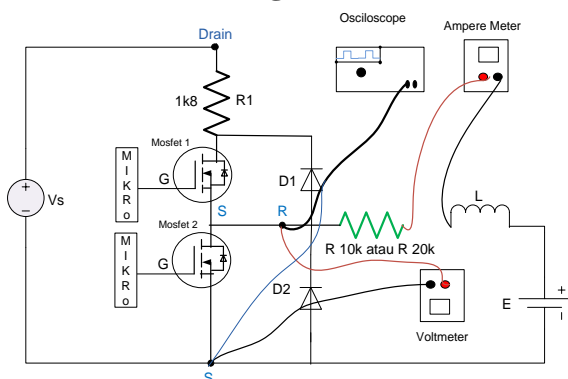 Osciloscope
Ampere Meter
Drain
1k8
R1
Mosfet 1
M
I
K
R
o
G
D1
+
−
Vs
S
R
L
R 10k atau R 20k
Mosfet 2
M
I
K
R
o
G
D2
E
+
−
Voltmeter
S